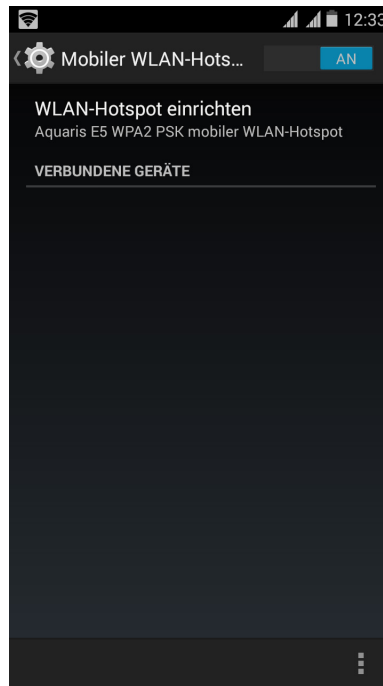 12:33
Mobiler WLAN-Hots... AN
WLAN-Hotspot einrichten
Aquaris E5 WPA2 PSK mobiler WLAN-Hotspot
VERBUNDENE GERÄTE